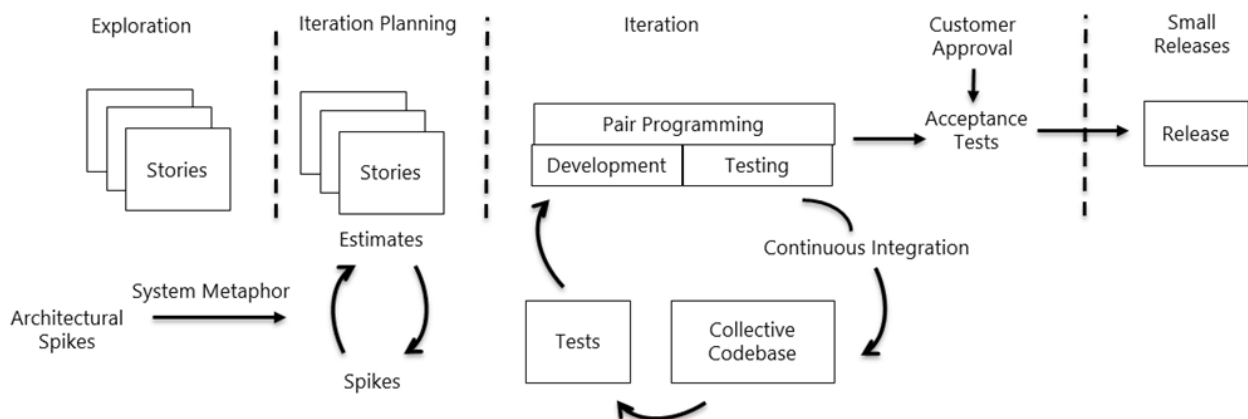 Exploration
Iteration Planning
Iteration
Customer
Approval
Small
Releases
Stories
Stories
Pair Programming
Development
Testing
Acceptance
Tests
Release
Estimates
Continuous Integration
System Metaphor
Architectural
Spikes
Spikes
Tests
Collective
Codebase